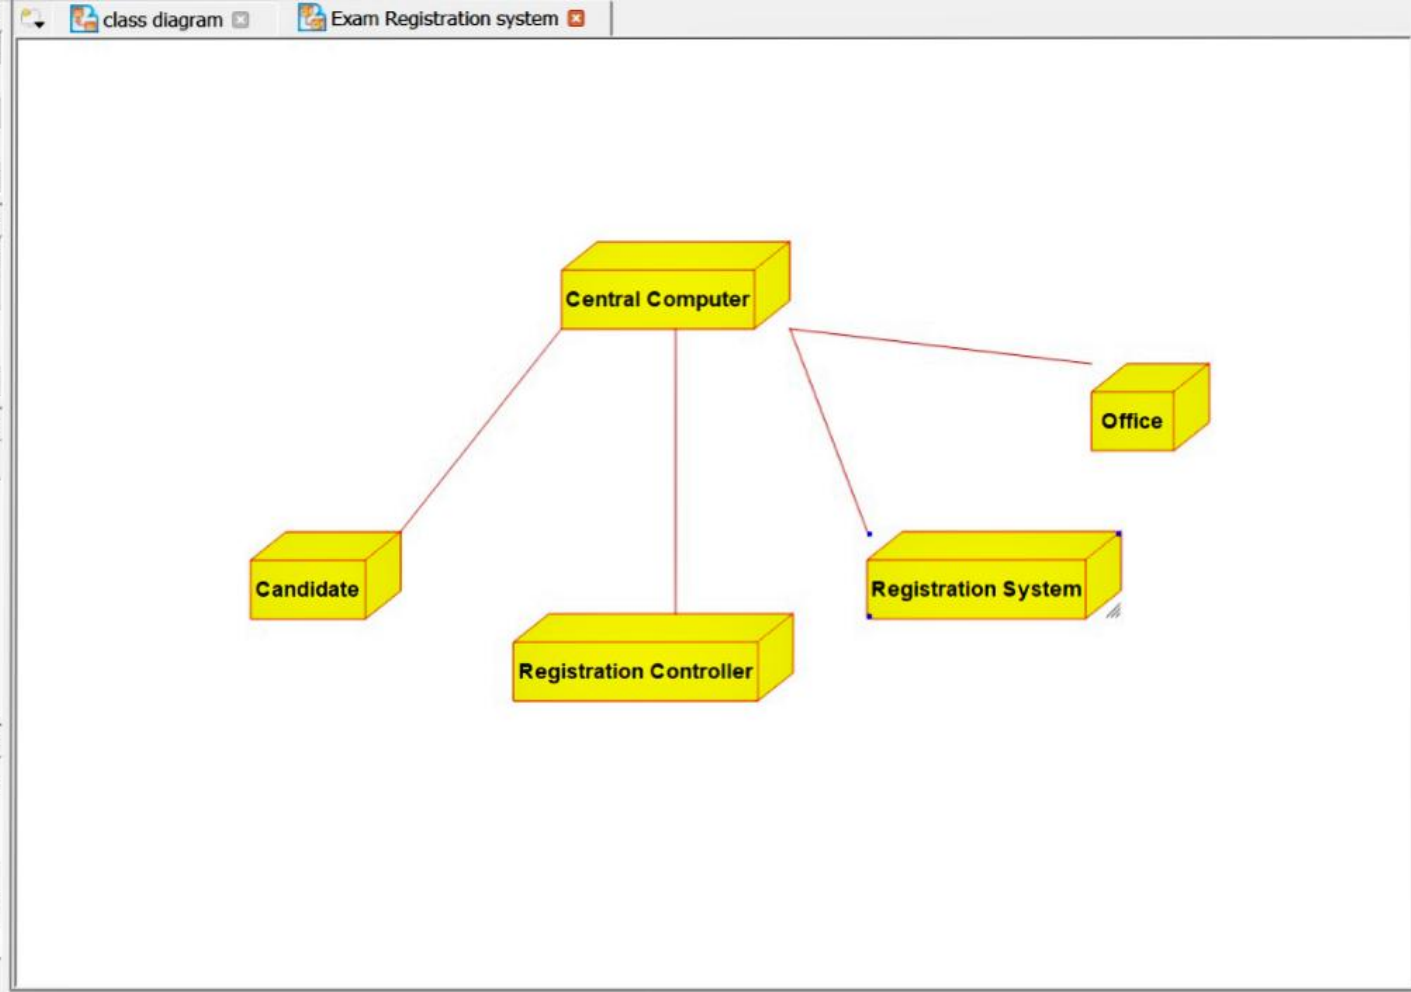 class diagram
Exam Registration system
Central Computer
Office
Candidate
Registration System
Registration Controller